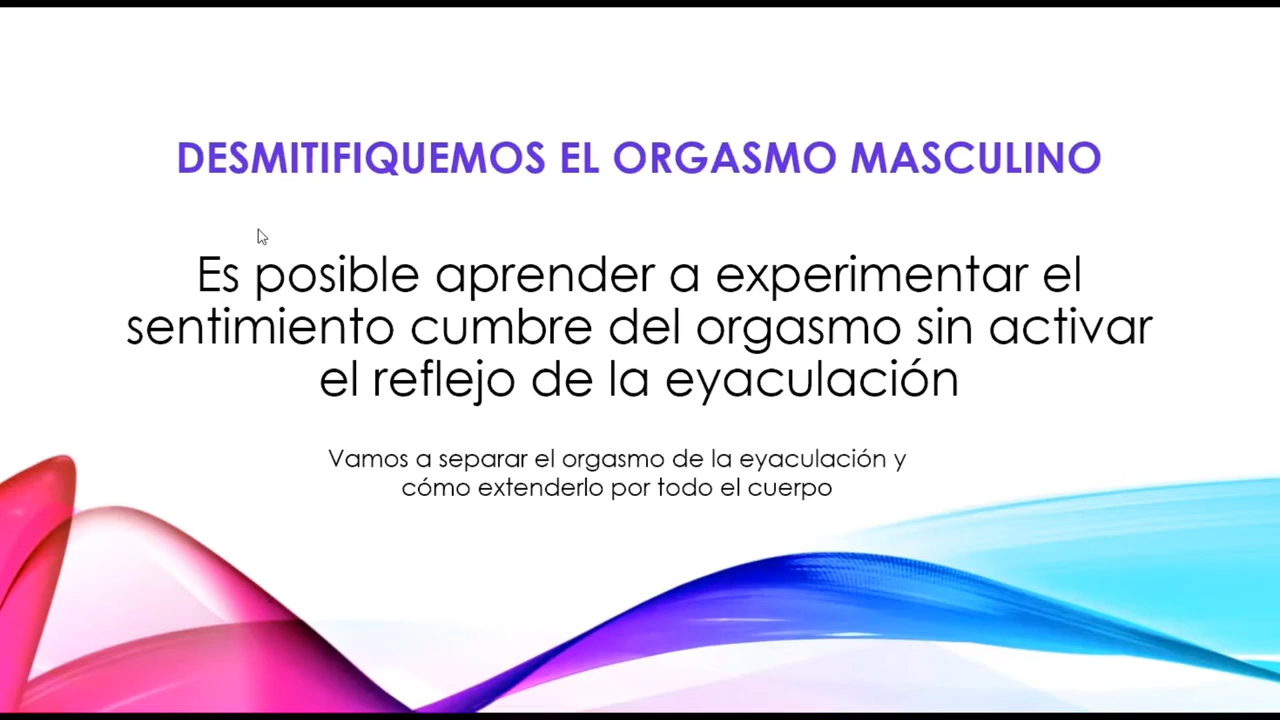 DESMITIFIQUEMOS EL ORGASMO MASCULINO
Es posible aprender a experimentar el
sentimiento cumbre del orgasmo sin activar
el reflejo de la eyaculación
Vamos a separar el orgasmo de la eyaculación y
cómo extenderlo por todo el cuerpo